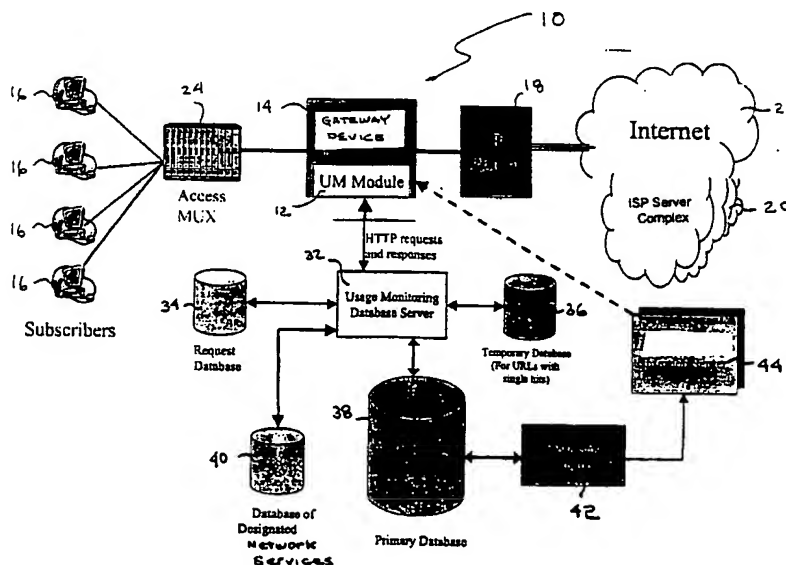 10
16
16
16
16
Subscribers
24
Access
MUX
14
GATEWAY
DEVICE
UM Module
12
18
Internet
2
ISP Server
Complex
20
HTTP requests
and responses
32
Usage Monitoring
Database Server
34
Request
Database
36
Temporary Database
(For URLs with
single hits)
44
40
Database of
Designated
NETWORK
SERVICES
38
Primary Database
42